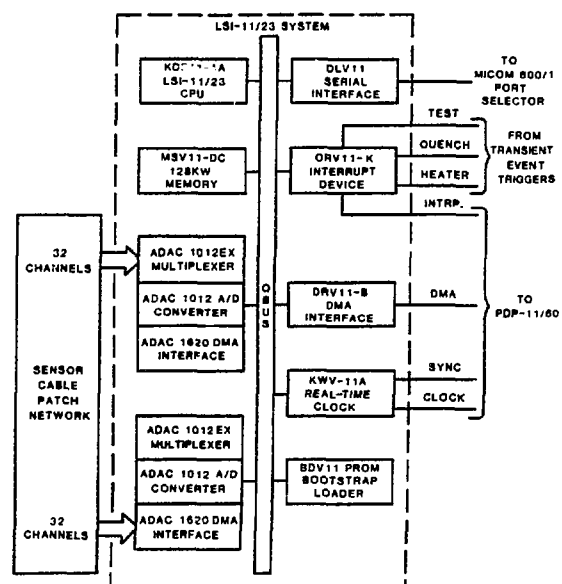 LSI-11/23 SYSTEM
LSI-11/23
CPU
DLV11
SERIAL
INTERFACE
TO
MICOM 600/1
PORT
SELECTOR
MSV11-DC
128KW
MEMORY
ORV11-K
INTERRUPT
DEVICE
TEST
QUENCH
HEATER
INTRP.
FROM
TRANSIENT
EVENT
TRIGGERS
32
CHANNELS
SENSOR
CABLE
PATCH
NETWORK
32
CHANNELS
ADAC 1012EX
MULTIPLEXER
ADAC 1012 A/D
CONVERTER
ADAC 1620 DMA
INTERFACE
QBUS
DRV11-B
DMA
INTERFACE
DMA
TO
PDP-11/60
KWV-11A
REAL-TIME
CLOCK
SYNC
CLOCK
ADAC 1012EX
MULTIPLEXER
ADAC 1012 A/D
CONVERTER
ADAC 1620 DMA
INTERFACE
BDV11 PROM
BOOTSTRAP
LOADER